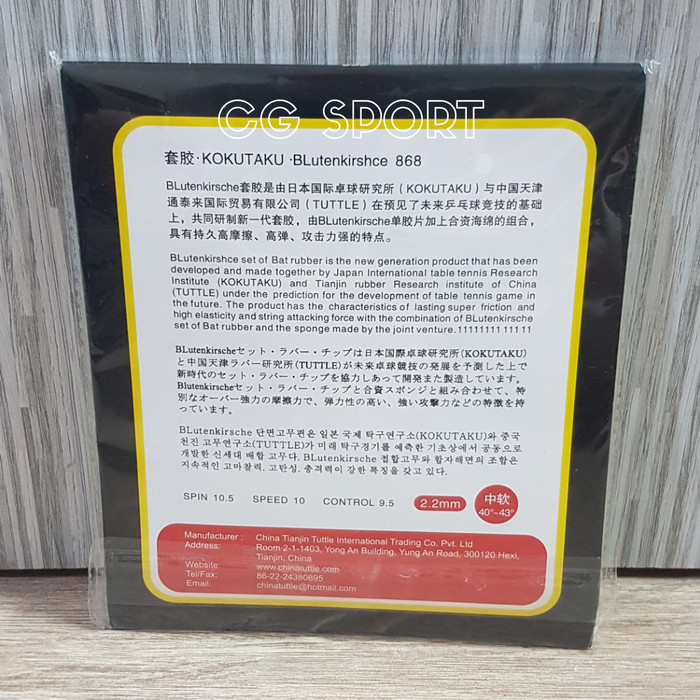 CG SPORT
套胶·KOKUTAKU·BLutenkirshce 868
BLutenkirsche套胶是由日本国际卓球研究所(KOKUTAKU)与中国天津
通泰来国际贸易有限公司(TUTTLE)在预见了未来乒乓球竞技的基础
上，共同研制新一代套胶，由BLutenkirsche单胶片加上合资海绵的组合，
具有持久高摩擦、高弹、攻击力强的特点。
BLutenkirshce set of Bat rubber is the new generation product that has been
developed and made together by Japan International table tennis Research
Institute (KOKUTAKU) and Tianjin rubber Research institute of China
(TUTTLE) under the prediction for the development of table tennis game in
the future. The product has the characteristics of lasting super friction and
high elasticity and string attacking force with the combination of BLutenkirsche
set of Bat rubber and the sponge made by the joint venture.11111111 111 11
BLutenkirscheセット・ラバー・チップは日本国際卓球研究所(KOKUTAKU)
と中国天津ラバー研究所(TUTTLE)が未来卓球競技の発展を予測した上で
新時代のセット・ラバー・チップを協力しあって開発また製造しています。
Blutenkirscheセット・ラバー・チップと合資スポンジと組み合わせて、特
別なオーバー強力の摩擦力で、弾力性の高い、強い攻撃力などの特徴を持
っています。
BLutenkirsche 단면고무편은 일본 국제 탁구연구소(KOKUTAKU)와 중국
천진 고무연구소(TUTTLE)가 미래 탁구경기를 예측한 기초상에서 공동으로
개발한 신세대 배합 고무다. BLutenkirsche 접합고무와 합자해면의 조합은
지속적인 고마찰력, 고탄성, 충격력이 강한 특징을 갖고 있다.
SPIN 10.5 SPEED 10 CONTROL 9.5 2.2mm 中软
40°~43°
Manufacturer : China Tianjin Tuttle International Trading Co. Pvt. Ltd
Address: Room 2-1-1403, Yong An Building, Yung An Road, 300120 Hexi,
Tianjin, China
Website: www.chinatuttle.com
Tel/Fax: 86-22-24380895
Email: chinatuttle@hotmail.com